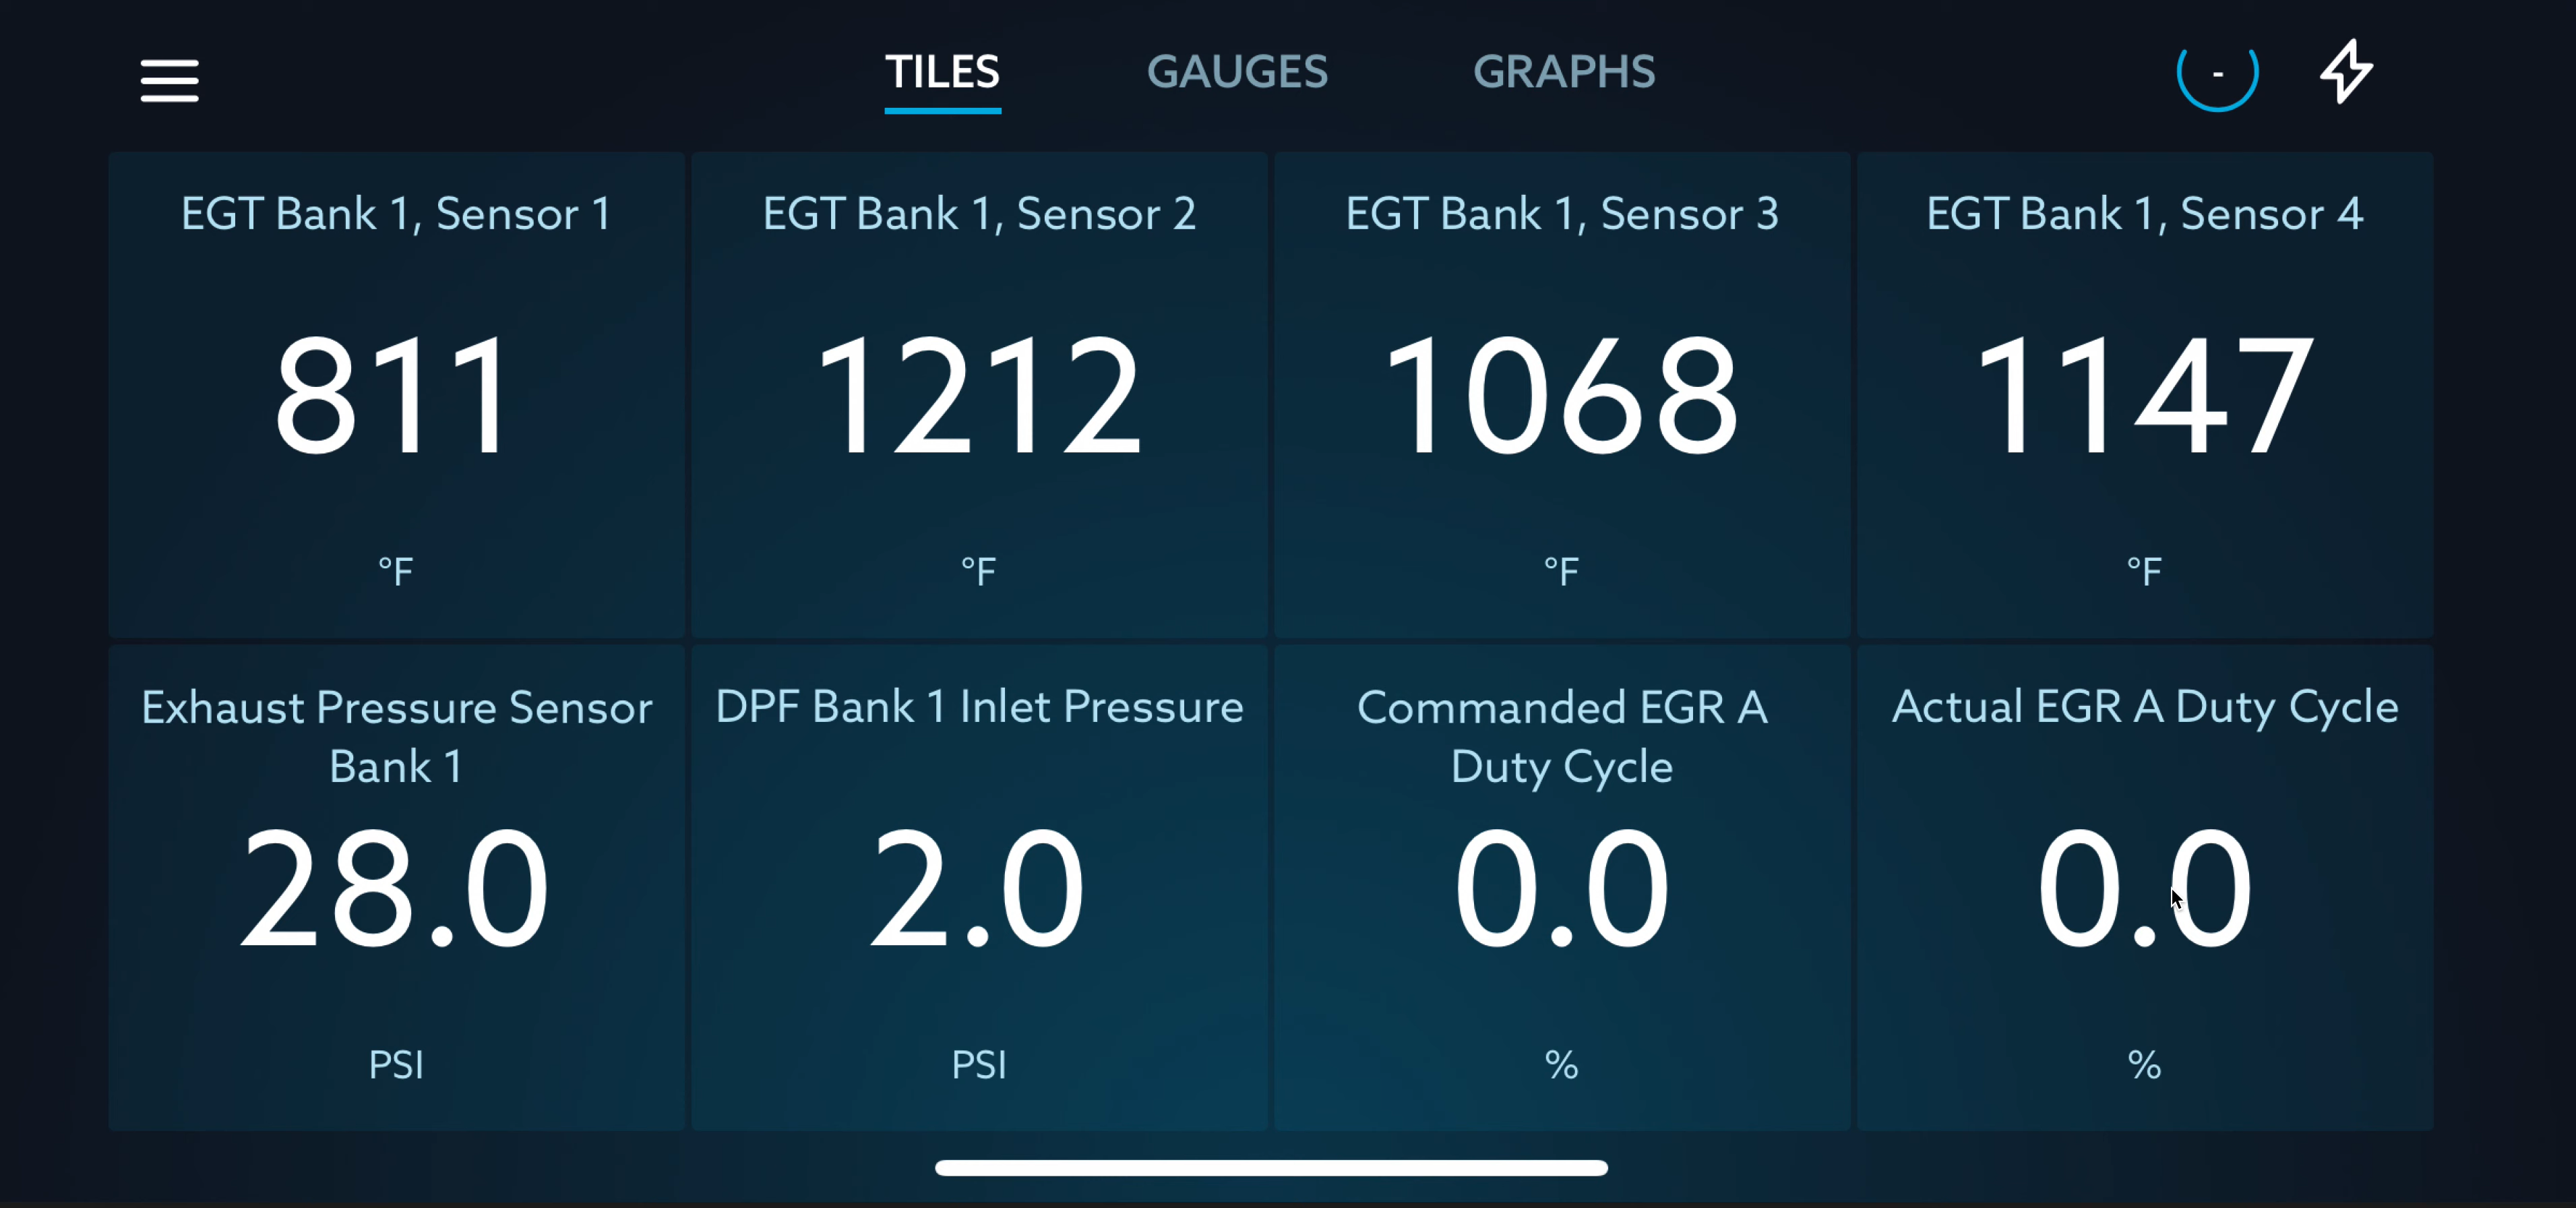 TILES GAUGES GRAPHS -
EGT Bank 1, Sensor 1
811
°F
EGT Bank 1, Sensor 2
1212
°F
EGT Bank 1, Sensor 3
1068
°F
EGT Bank 1, Sensor 4
1147
°F
Exhaust Pressure Sensor
Bank 1
28.0
PSI
DPF Bank 1 Inlet Pressure
2.0
PSI
Commanded EGR A
Duty Cycle
0.0
%
Actual EGR A Duty Cycle
0.0
%